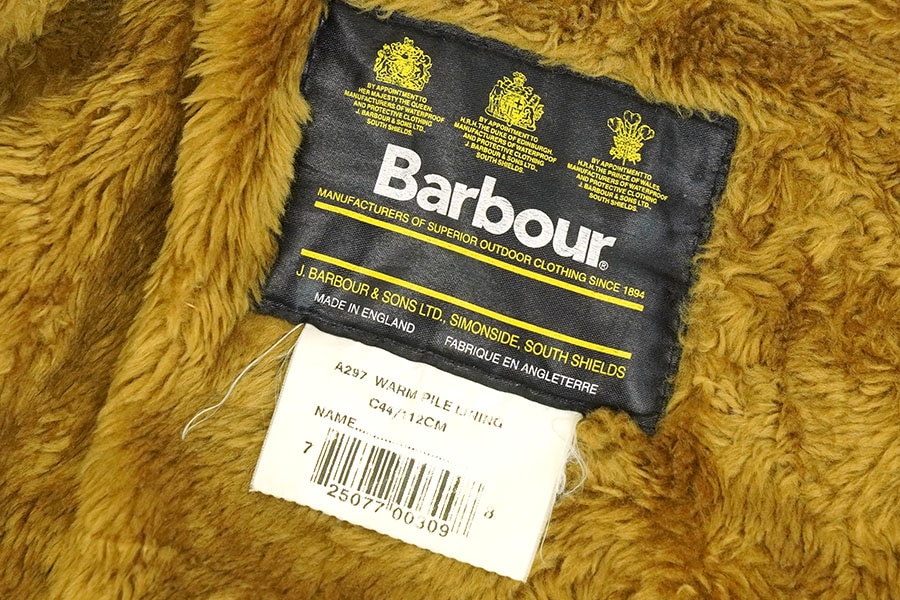 BY APPOINTMENT TO
HER MAJESTY THE QUEEN.
MANUFACTURERS OF WATERPROOF
AND PROTECTIVE CLOTHING
J. BARBOUR & SONS LTD.
SOUTH SHIELDS.
BY APPOINTMENT TO
H.R.H. THE DUKE OF EDINBURGH.
MANUFACTURERS OF WATERPROOF
AND PROTECTIVE CLOTHING
J. BARBOUR & SONS LTD.,
SOUTH SHIELDS.
BY APPOINTMENT TO
H.R.H. THE PRINCE OF WALES.
MANUFACTURERS OF WATERPROOF
AND PROTECTIVE CLOTHING
J. BARBOUR & SONS LTD.
SOUTH SHIELDS.
Barbour®
MANUFACTURERS OF SUPERIOR OUTDOOR CLOTHING SINCE 1894
J. BARBOUR & SONS LTD., SIMONSIDE, SOUTH SHIELDS
MADE IN ENGLAND FABRIQUE EN ANGLETERRE
A297 WARM PILE LINING
C44/112CM
NAME....................
7 25077 00309 8